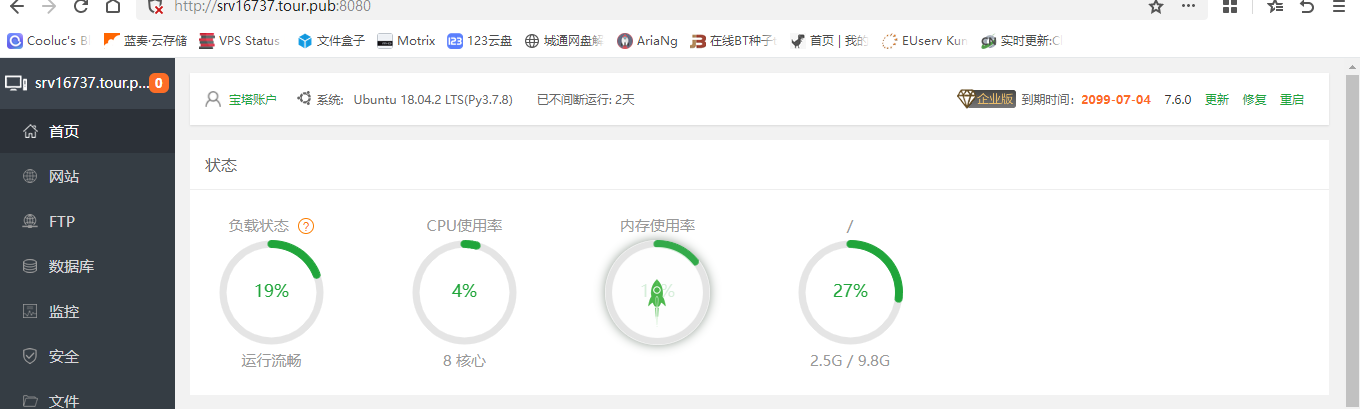 http://srv16737.tour.pub:8080
Cooluc's Bl 蓝奏·云存储 VPS Status 文件盒子 Motrix 123云盘 城通网盘解 AriaNg 在线BT种子 首页 | 我的 EUserv Kun 实时更新:Cl
srv16737.tour.p... 0
宝塔账户 系统: Ubuntu 18.04.2 LTS(Py3.7.8) 已不间断运行: 2天 企业版 到期时间: 2099-07-04 7.6.0 更新 修复 重启
首页
网站
FTP
数据库
监控
安全
文件
状态
负载状态 ? CPU使用率 内存使用率 /
19% 4% 27%
运行流畅 8 核心 2.5G / 9.8G